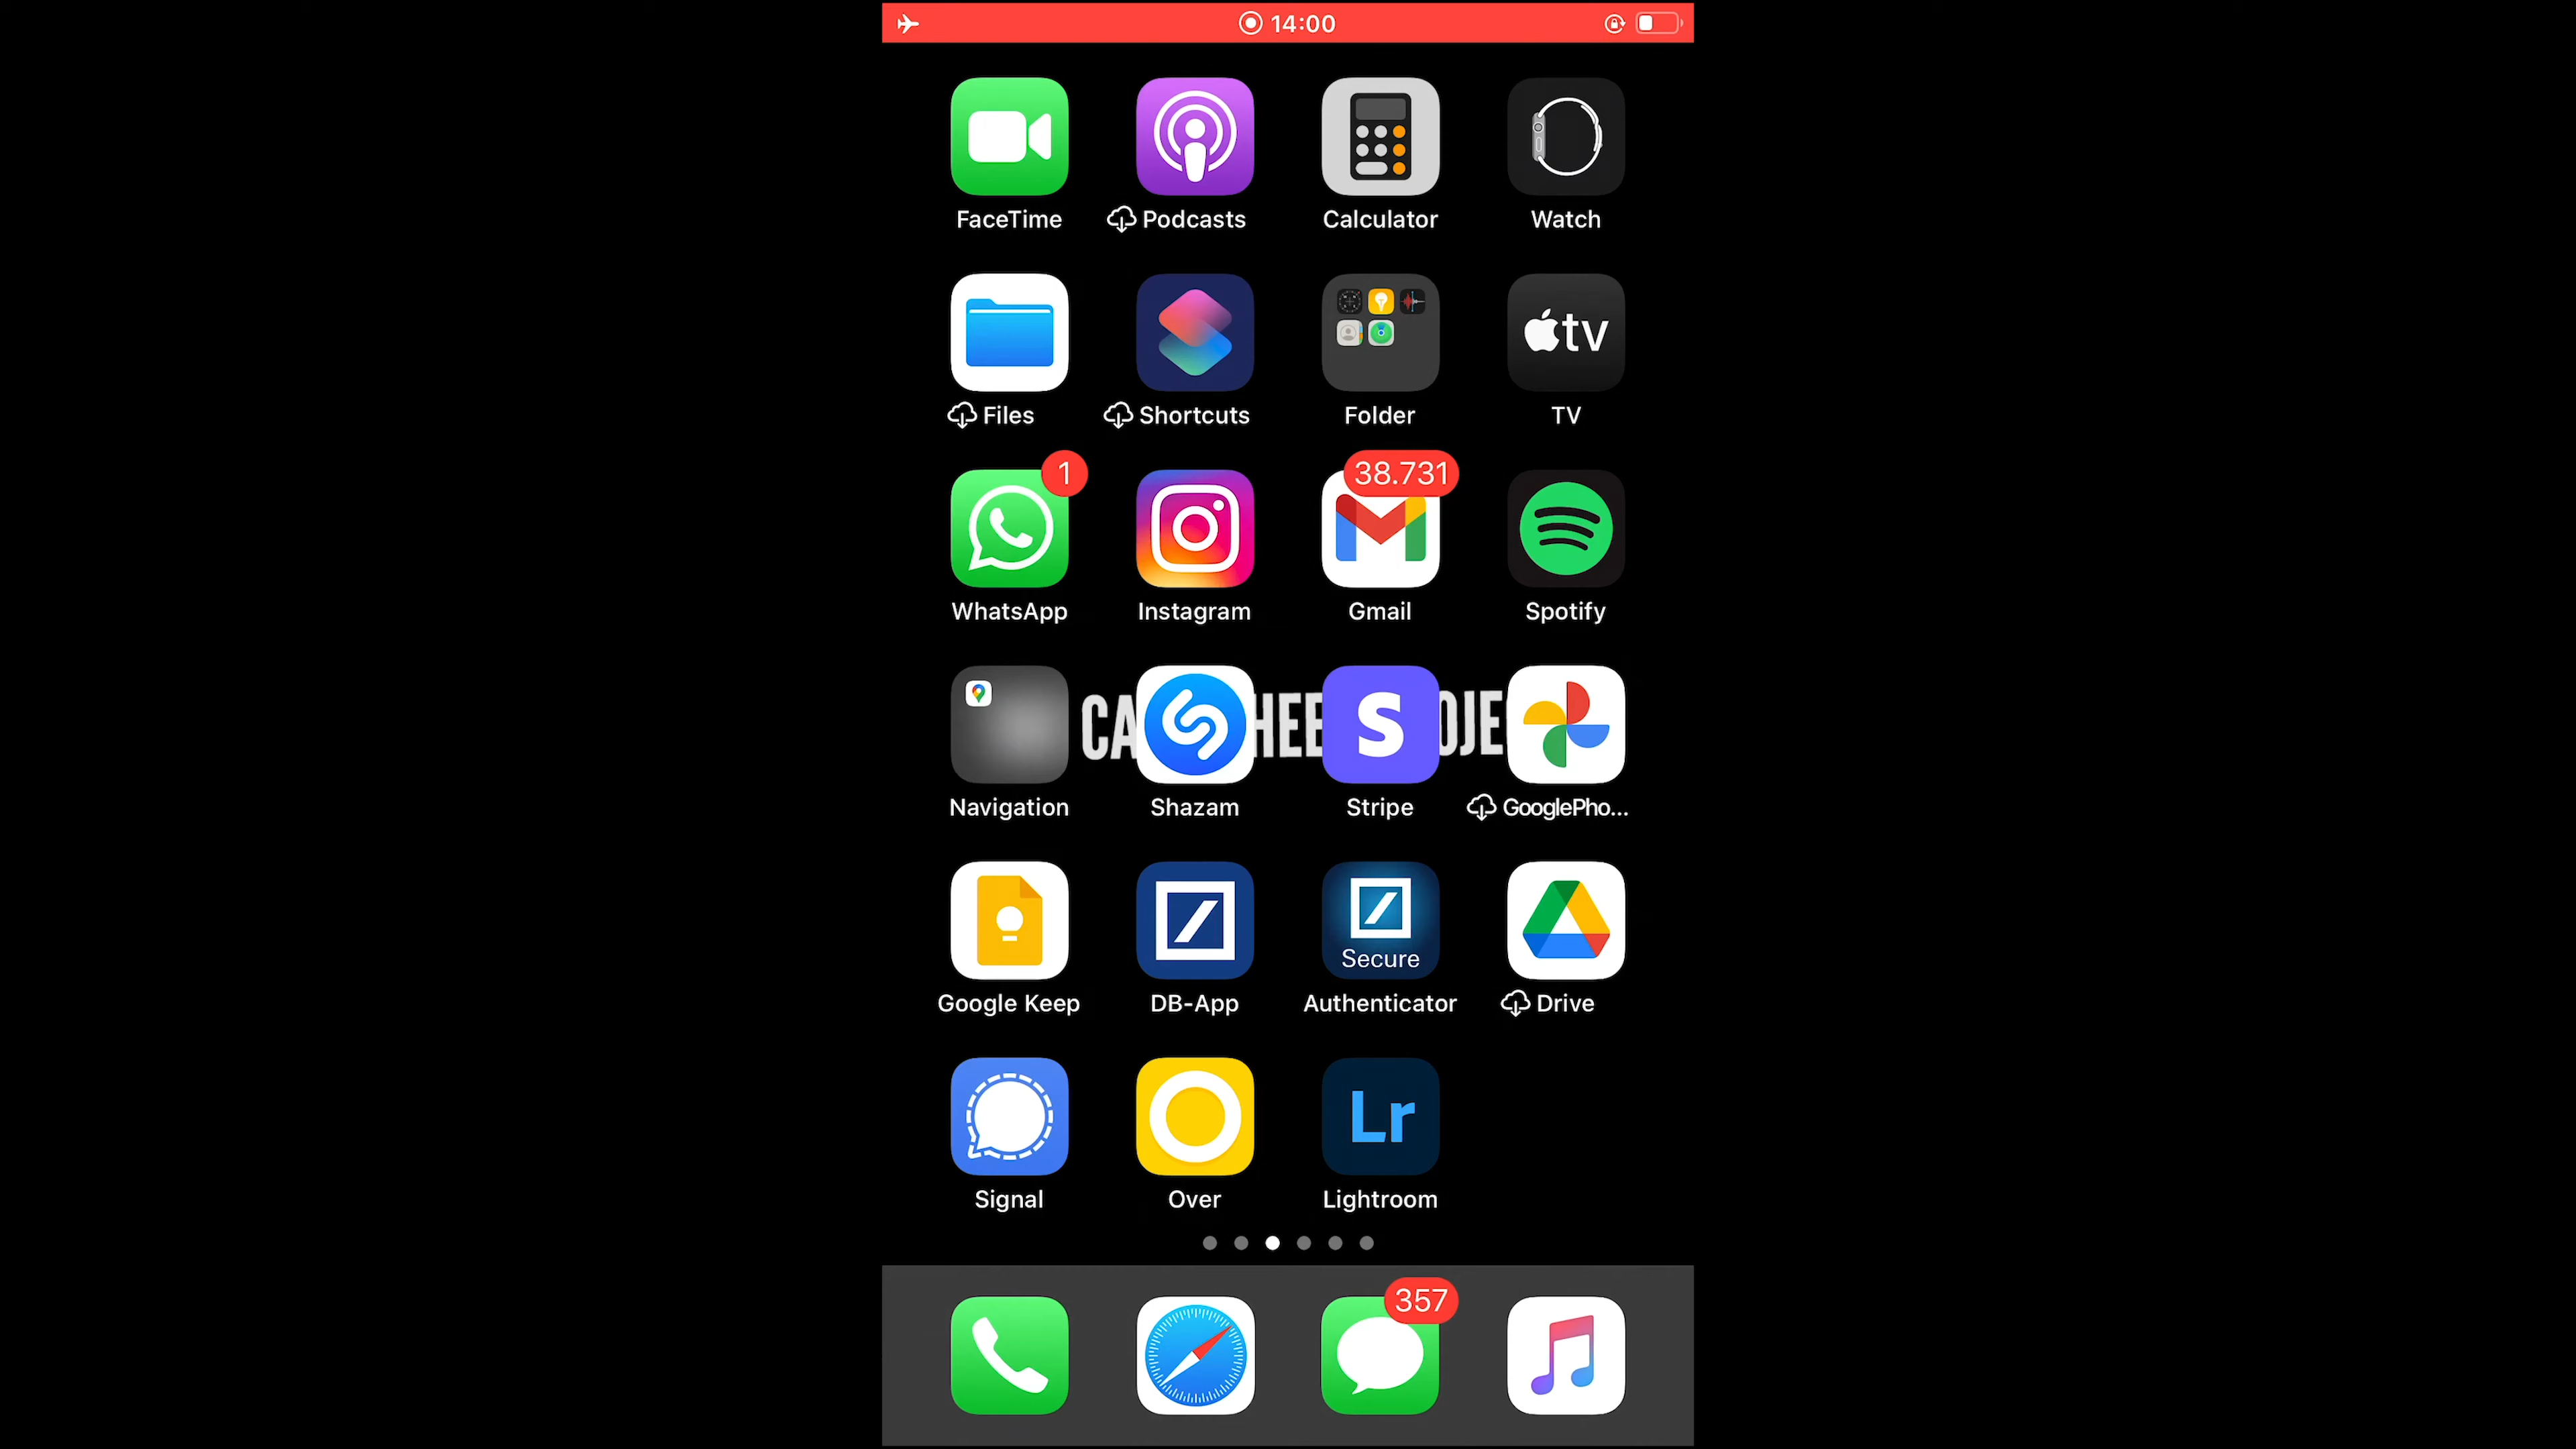 14:00
FaceTime Podcasts Calculator Watch
tv
Files Shortcuts Folder TV
1 38.731
WhatsApp Instagram Gmail Spotify
S
Navigation Shazam Stripe GooglePho...
Secure
Google Keep DB-App Authenticator Drive
Lr
Signal Over Lightroom
357